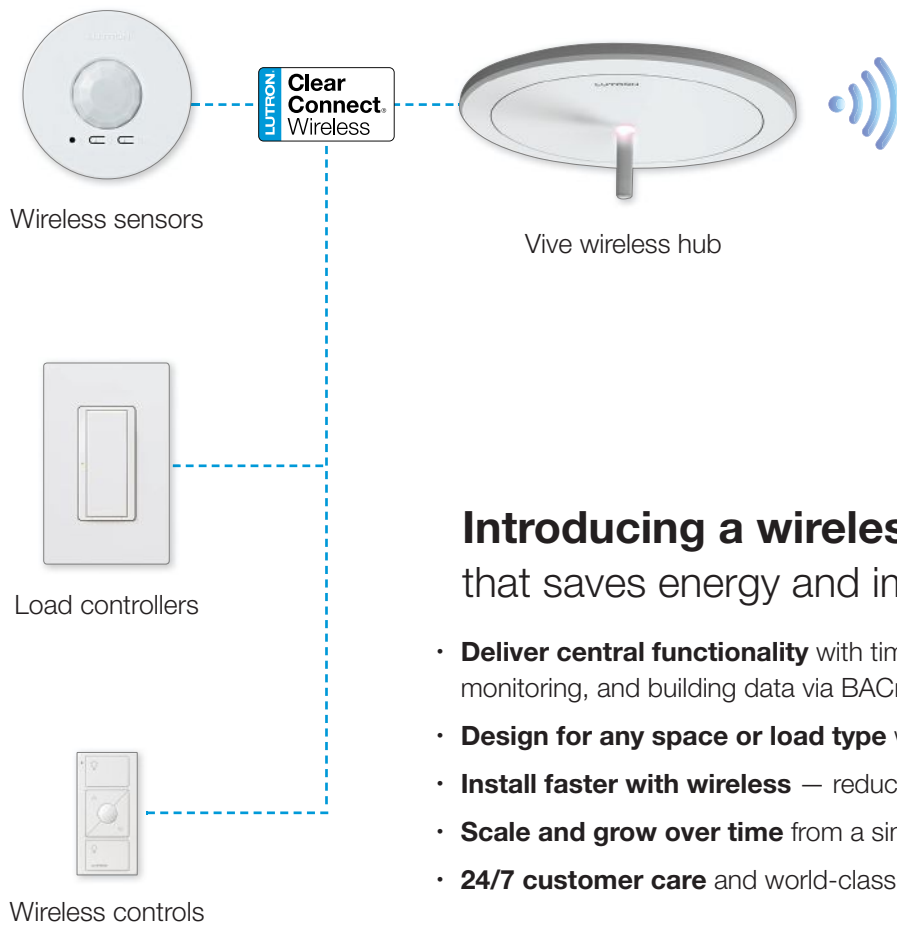 LUTRON
LUTRON
Clear
Connect®
Wireless
LUTRON
Wireless sensors
Vive wireless hub
Load controllers
Introducing a wireles
that saves energy and in
• Deliver central functionality with tim
monitoring, and building data via BACn
• Design for any space or load type
• Install faster with wireless — reduc
• Scale and grow over time from a sin
• 24/7 customer care and world-class
LUTRON
Wireless controls